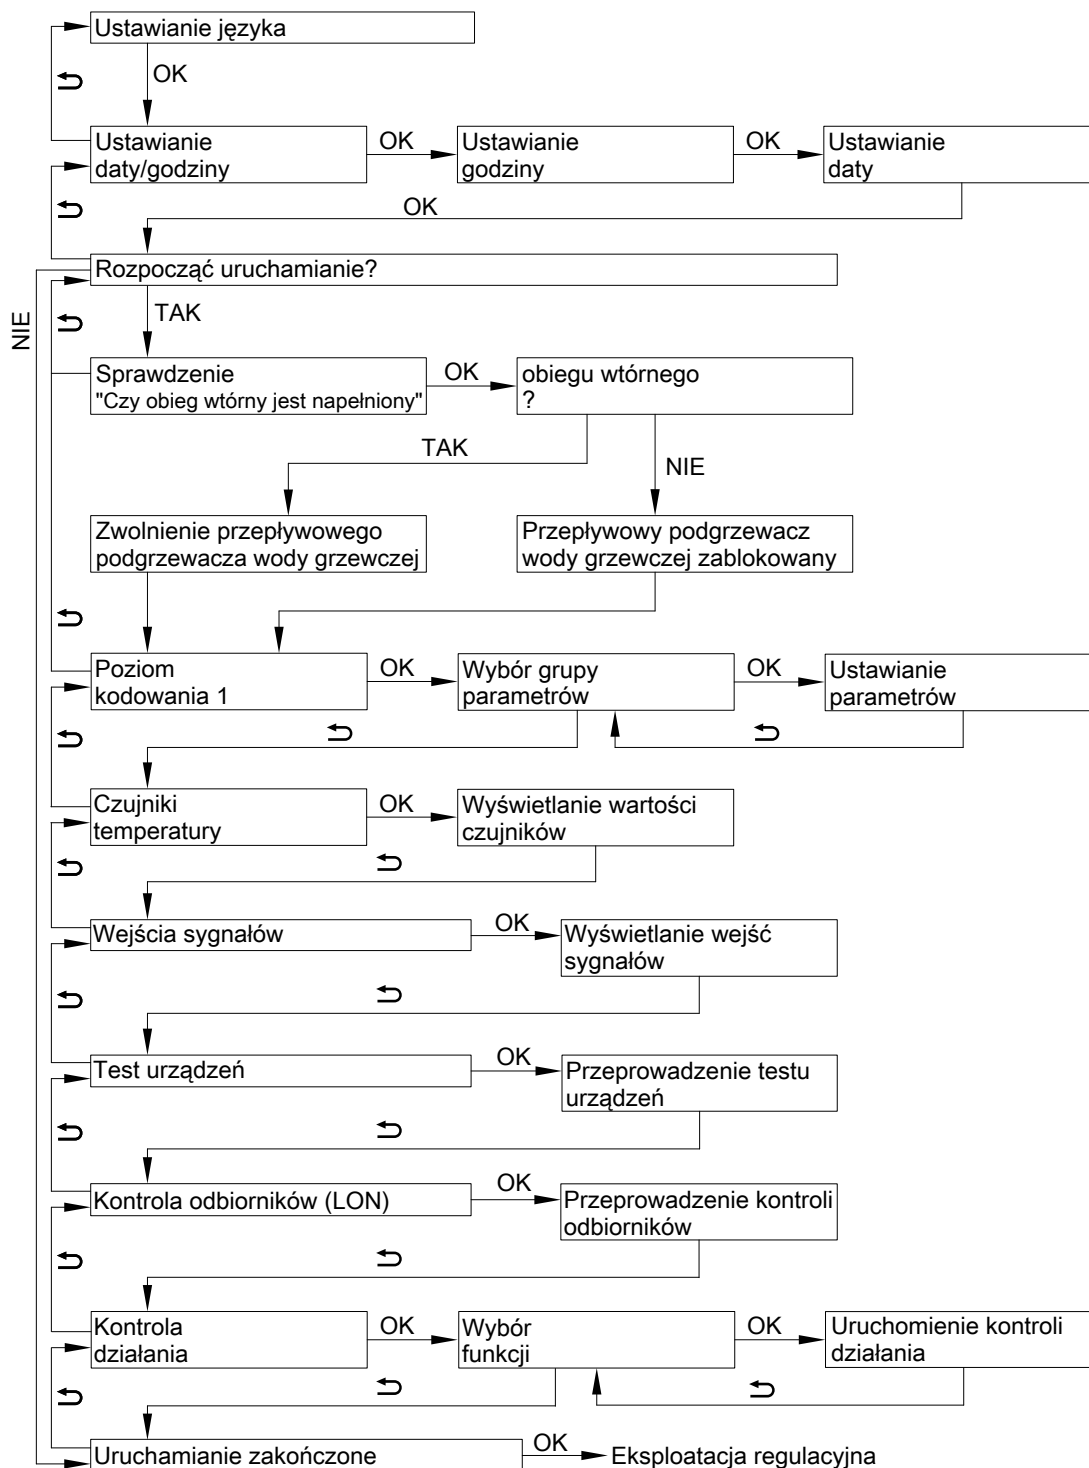 Ustawianie języka
OK
Ustawianie
daty/godziny
OK
Ustawianie
godziny
OK
Ustawianie
daty
OK
Rozpocząć uruchamianie?
NIE
TAK
Sprawdzenie
"Czy obieg wtórny jest napełniony"
OK
obiegu wtórnego
?
TAK
NIE
Zwolnienie przepływowego
podgrzewacza wody grzewczej
Przepływowy podgrzewacz
wody grzewczej zablokowany
Poziom
kodowania 1
OK
Wybór grupy
parametrów
OK
Ustawianie
parametrów
Czujniki
temperatury
OK
Wyświetlanie wartości
czujników
Wejścia sygnałów
OK
Wyświetlanie wejść
sygnałów
Test urządzeń
OK
Przeprowadzenie testu
urządzeń
Kontrola odbiorników (LON)
OK
Przeprowadzenie kontroli
odbiorników
Kontrola
działania
OK
Wybór
funkcji
OK
Uruchomienie kontroli
działania
Uruchamianie zakończone
OK
Eksploatacja regulacyjna